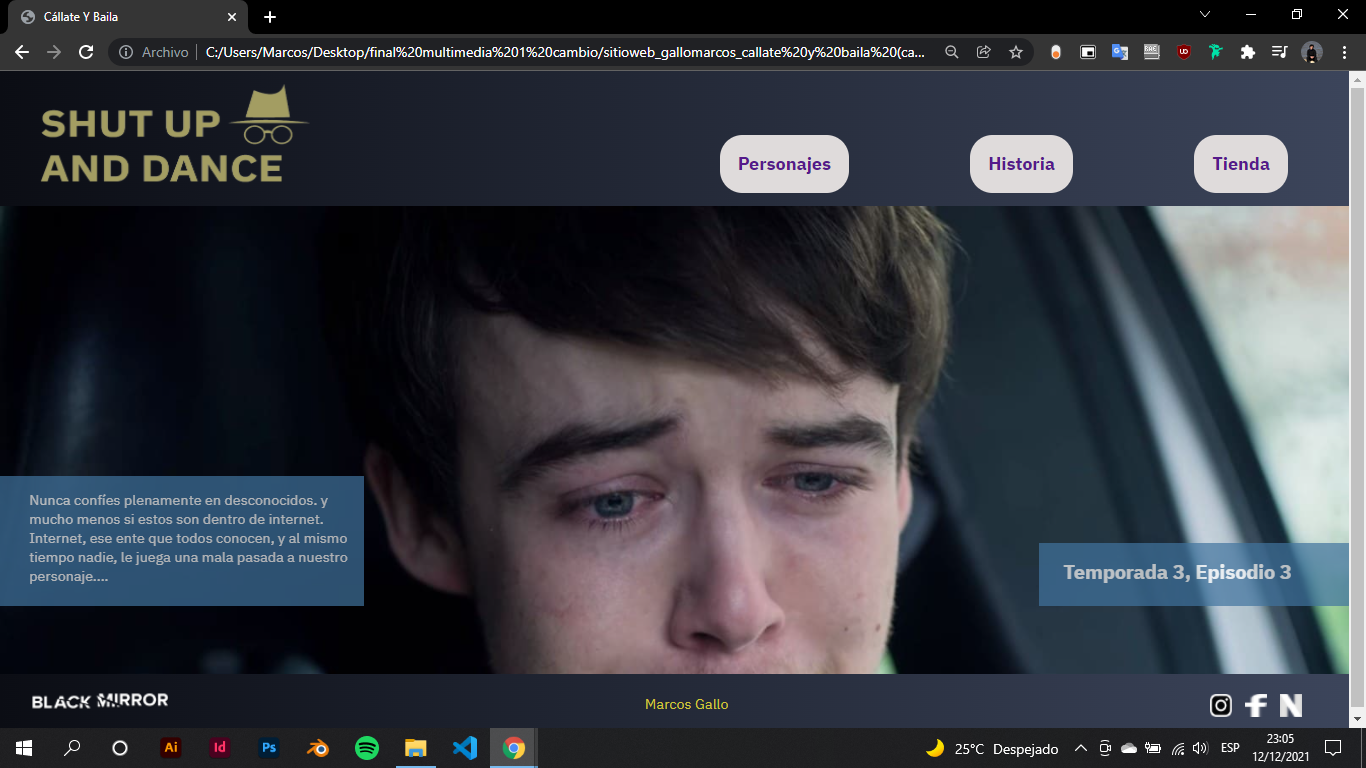 Cállate Y Baila
Archivo
C:/Users/Marcos/Desktop/final%20multimedia%201%20cambio/sitioweb_gallomarcos_callate%20y%20baila%20(ca...
SHUT UP
AND DANCE
Personajes
Historia
Tienda
Nunca confíes plenamente en desconocidos. y
mucho menos si estos son dentro de internet.
Internet, ese ente que todos conocen, y al mismo
tiempo nadie, le juega una mala pasada a nuestro
personaje....
Temporada 3, Episodio 3
BLACK MIRROR
Marcos Gallo
N
Ai
Id
Ps
25°C Despejado
ESP
23:05
12/12/2021